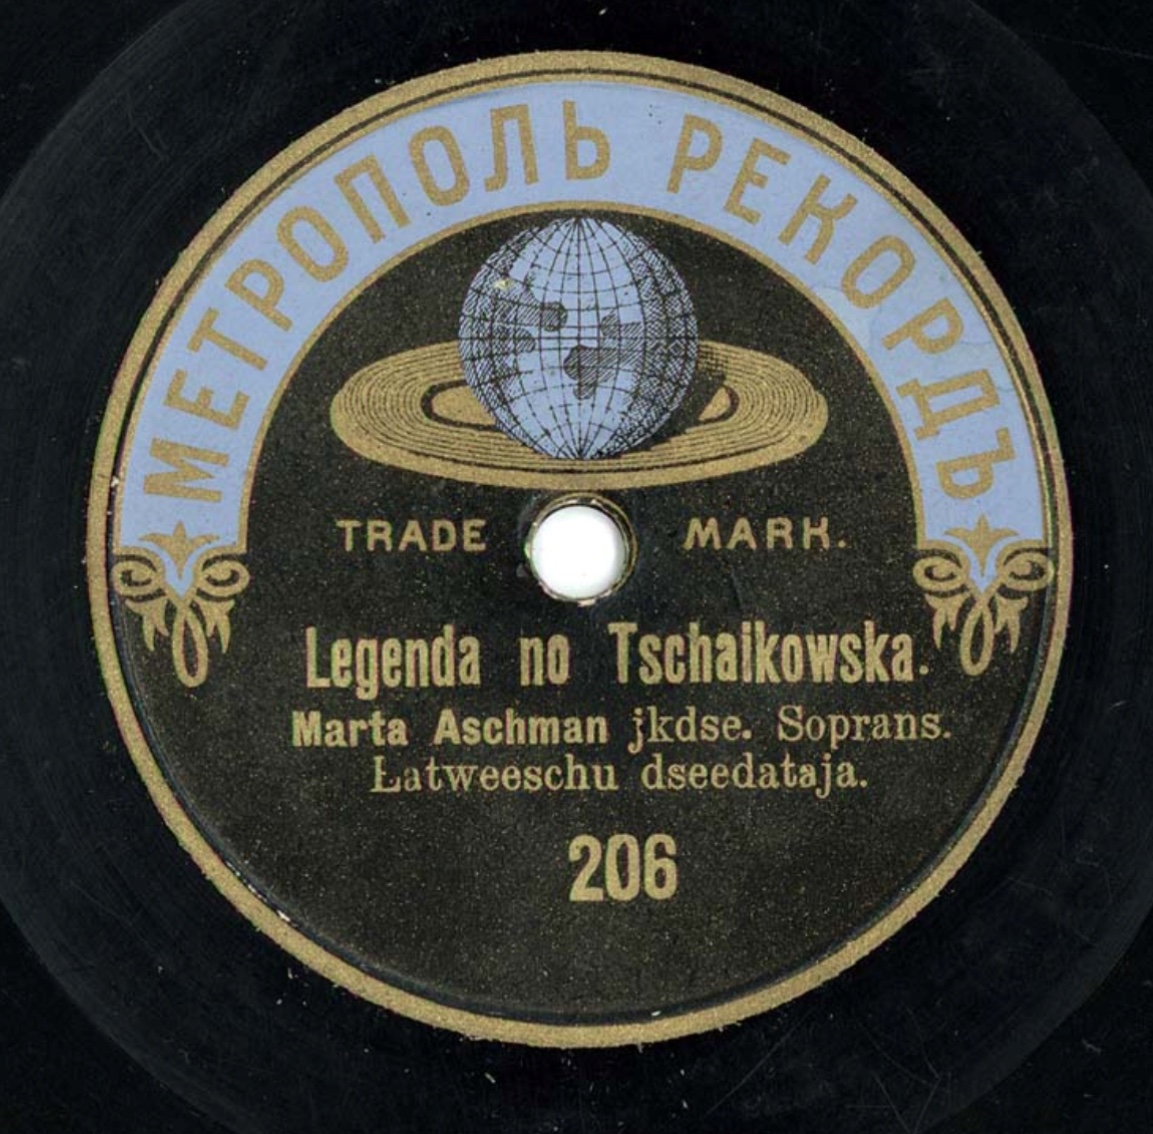 МЕТРОПОЛЬ РЕКОРДЪ
TRADE MARK.
Legenda no Tschaikowska.
Marta Aschman jkdse. Soprans.
Łatweeschu dseedataja.
206